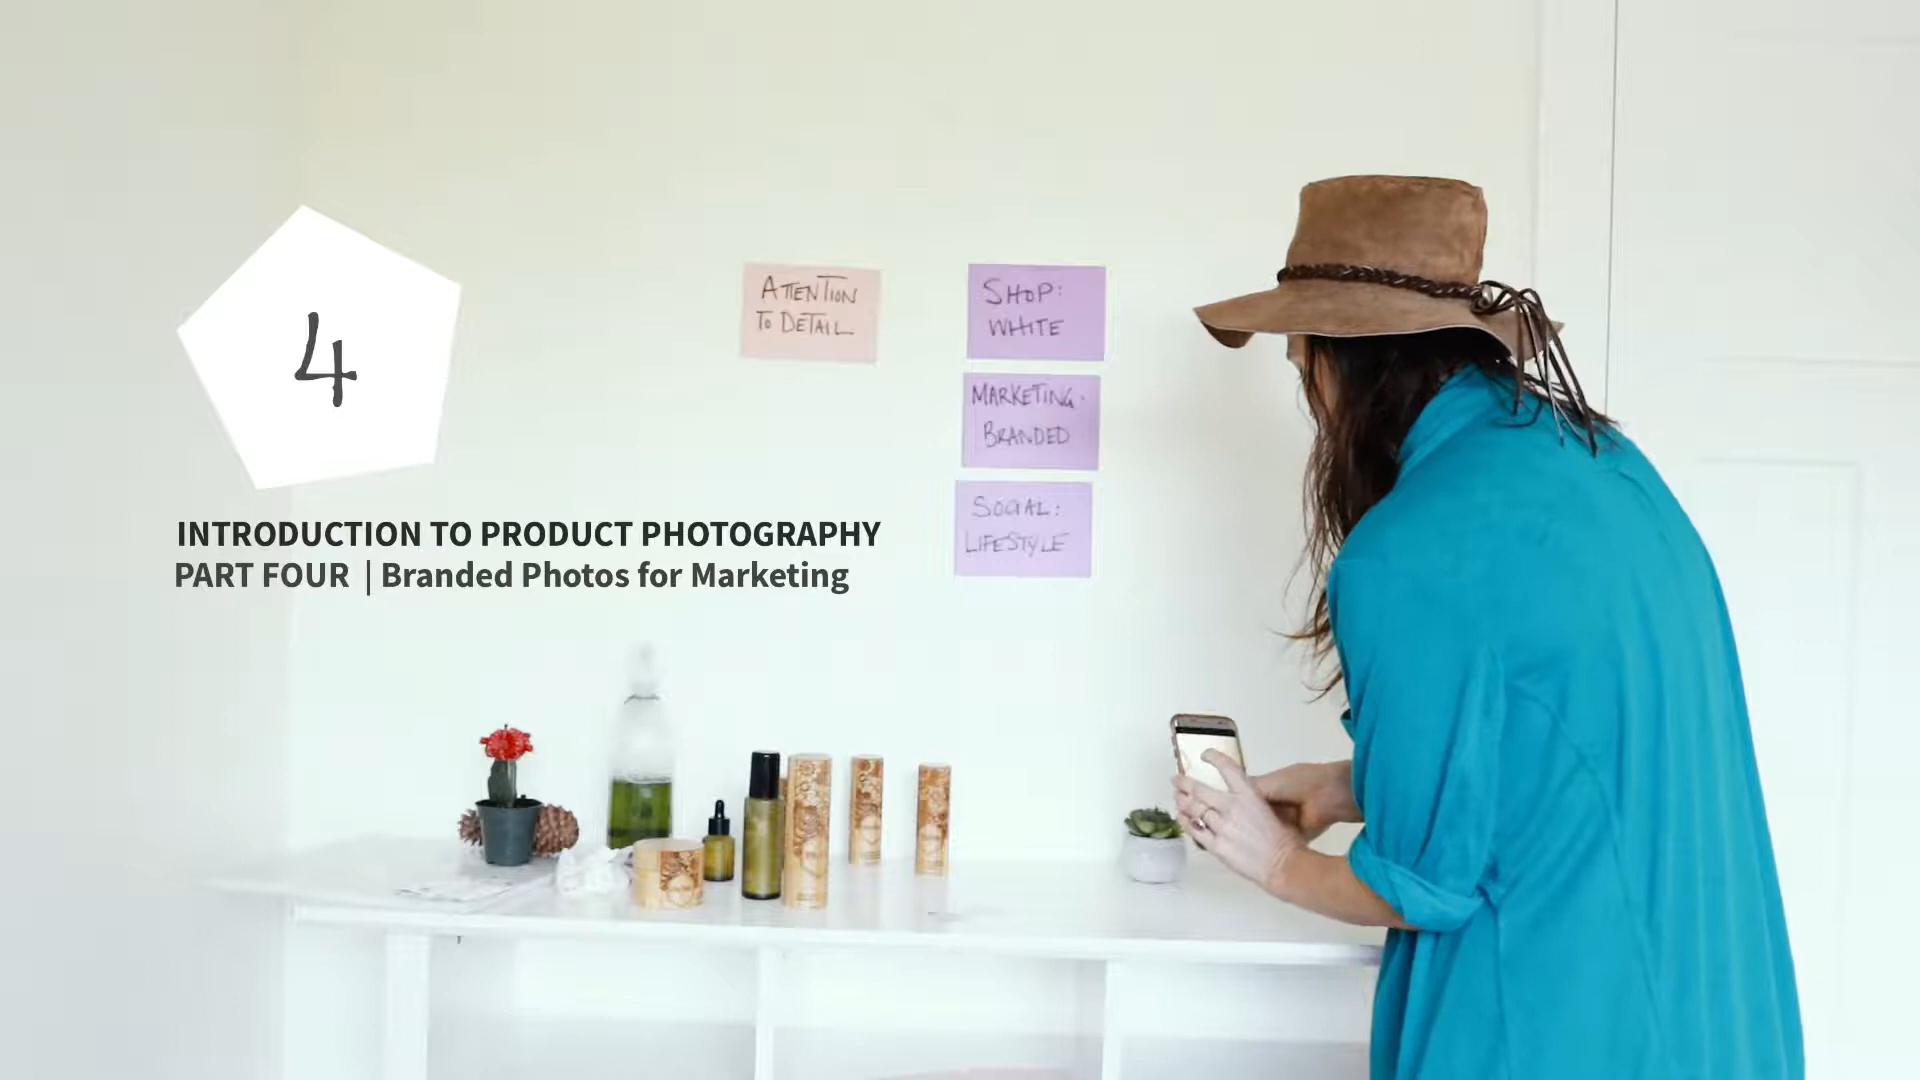 4
INTRODUCTION TO PRODUCT PHOTOGRAPHY
PART FOUR | Branded Photos for Marketing
ATTENTION
TO DETAIL
SHOP:
WHITE
MARKETING:
BRANDED
SOCIAL:
LIFESTYLE